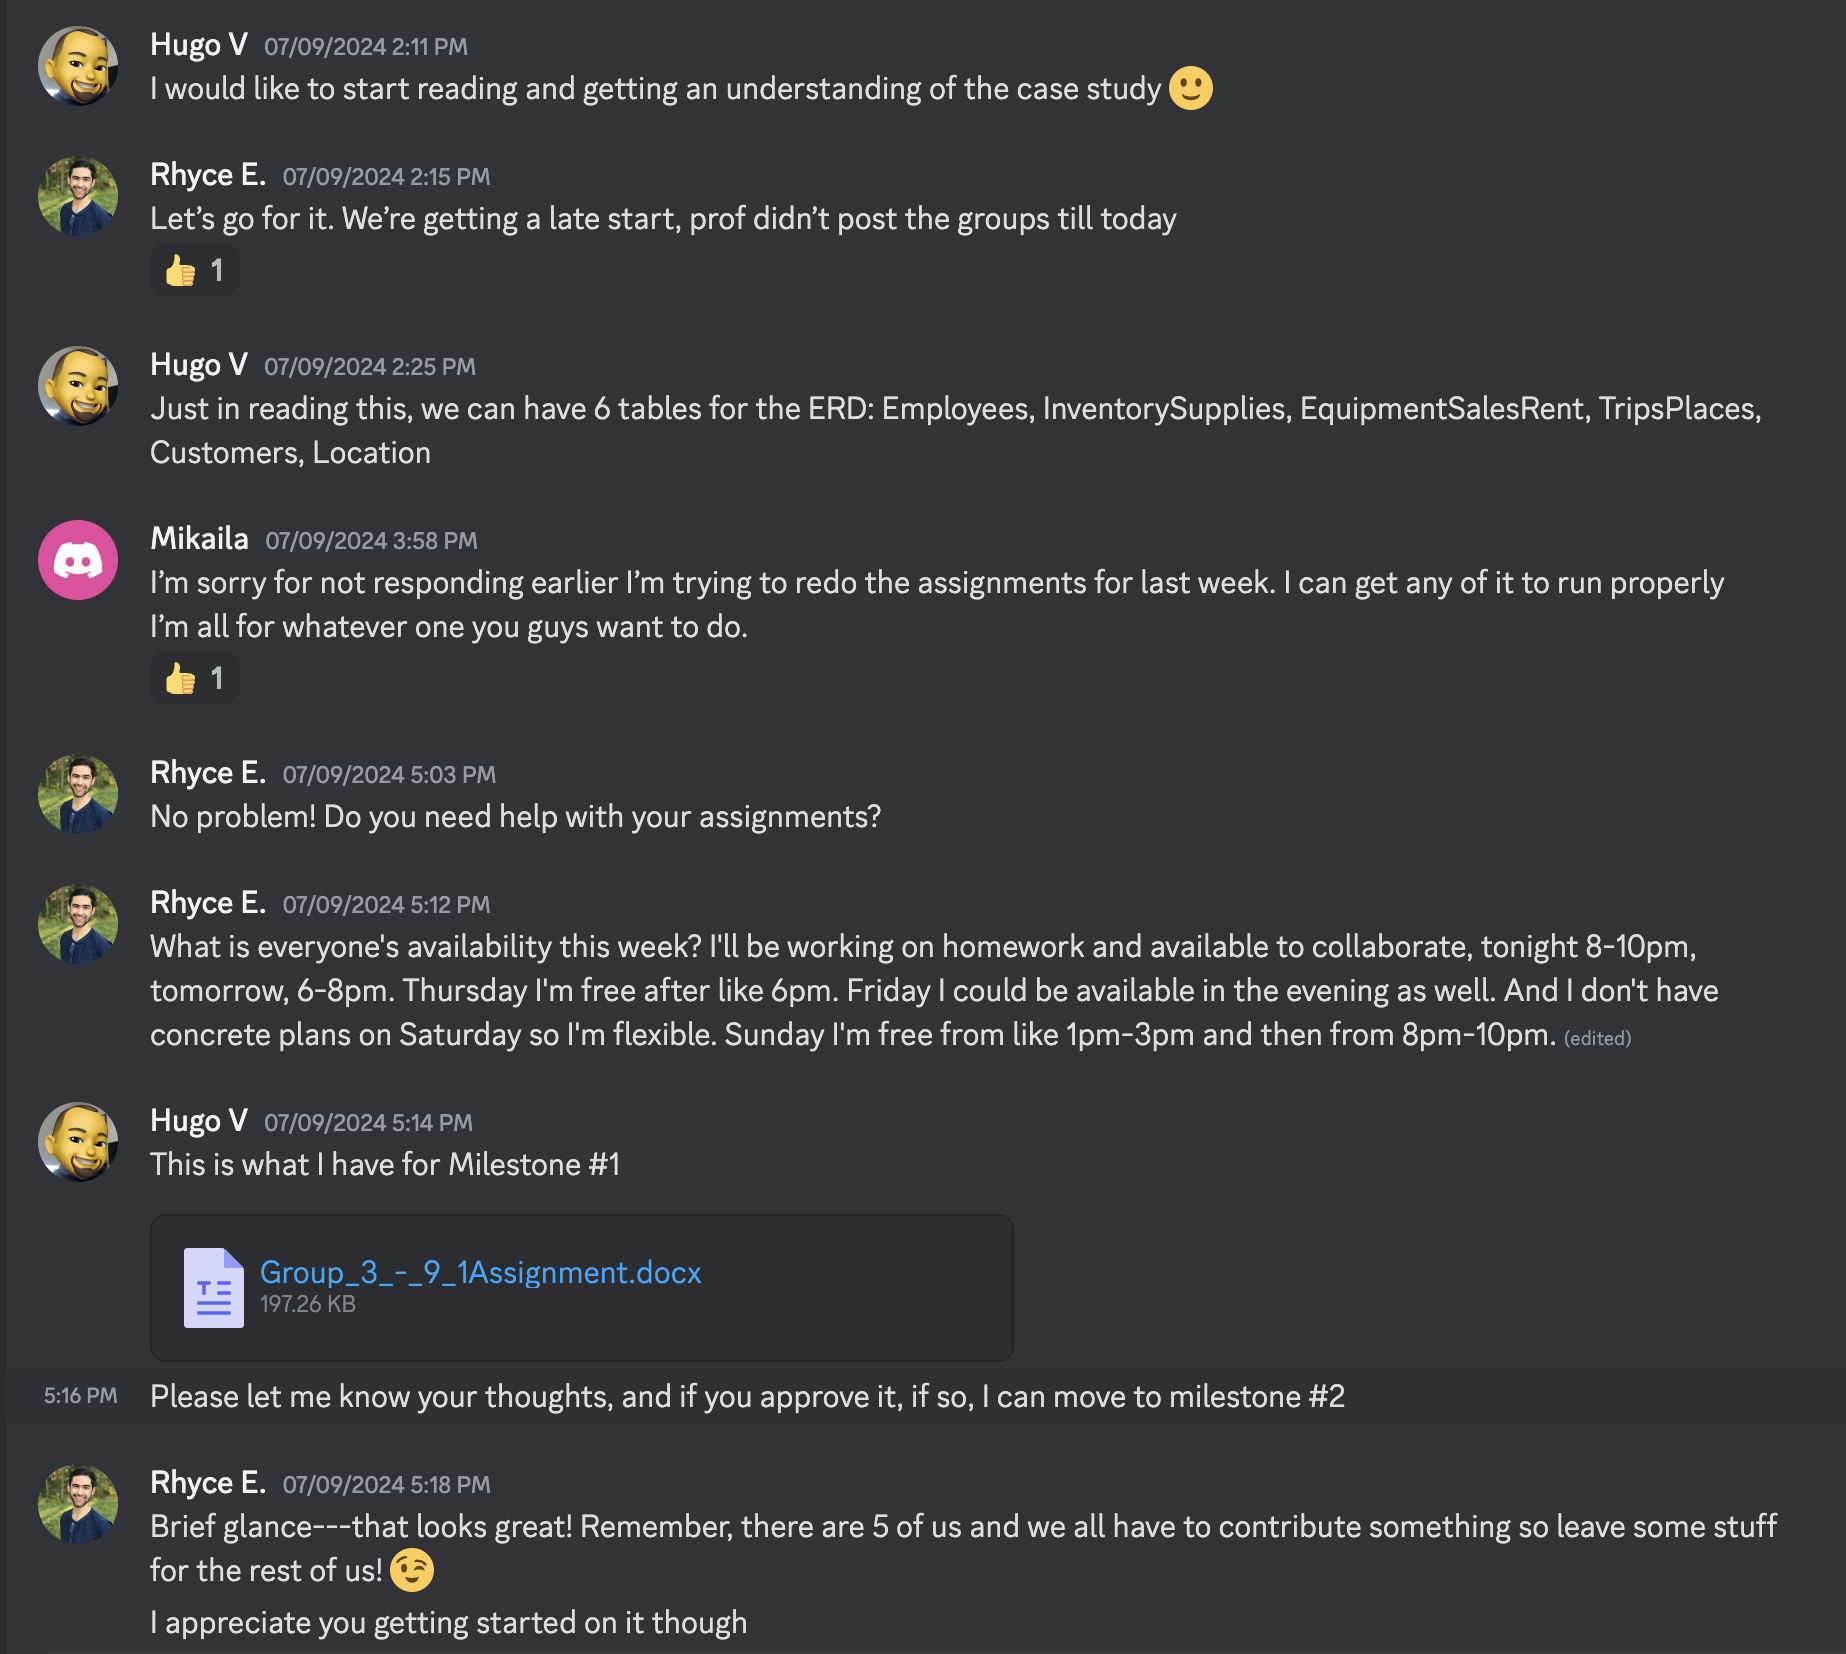 Hugo V 07/09/2024 2:11 PM
I would like to start reading and getting an understanding of the case study 🙂
Rhyce E. 07/09/2024 2:15 PM
Let’s go for it. We’re getting a late start, prof didn’t post the groups till today
👍 1
Hugo V 07/09/2024 2:25 PM
Just in reading this, we can have 6 tables for the ERD: Employees, InventorySupplies, EquipmentSalesRent, TripsPlaces,
Customers, Location
Mikaila 07/09/2024 3:58 PM
I’m sorry for not responding earlier I’m trying to redo the assignments for last week. I can get any of it to run properly
I’m all for whatever one you guys want to do.
👍 1
Rhyce E. 07/09/2024 5:03 PM
No problem! Do you need help with your assignments?
Rhyce E. 07/09/2024 5:12 PM
What is everyone's availability this week? I'll be working on homework and available to collaborate, tonight 8-10pm,
tomorrow, 6-8pm. Thursday I'm free after like 6pm. Friday I could be available in the evening as well. And I don't have
concrete plans on Saturday so I'm flexible. Sunday I'm free from like 1pm-3pm and then from 8pm-10pm. (edited)
Hugo V 07/09/2024 5:14 PM
This is what I have for Milestone #1
Group_3_-_9_1Assignment.docx
197.26 KB
5:16 PM Please let me know your thoughts, and if you approve it, if so, I can move to milestone #2
Rhyce E. 07/09/2024 5:18 PM
Brief glance---that looks great! Remember, there are 5 of us and we all have to contribute something so leave some stuff
for the rest of us! 😉
I appreciate you getting started on it though